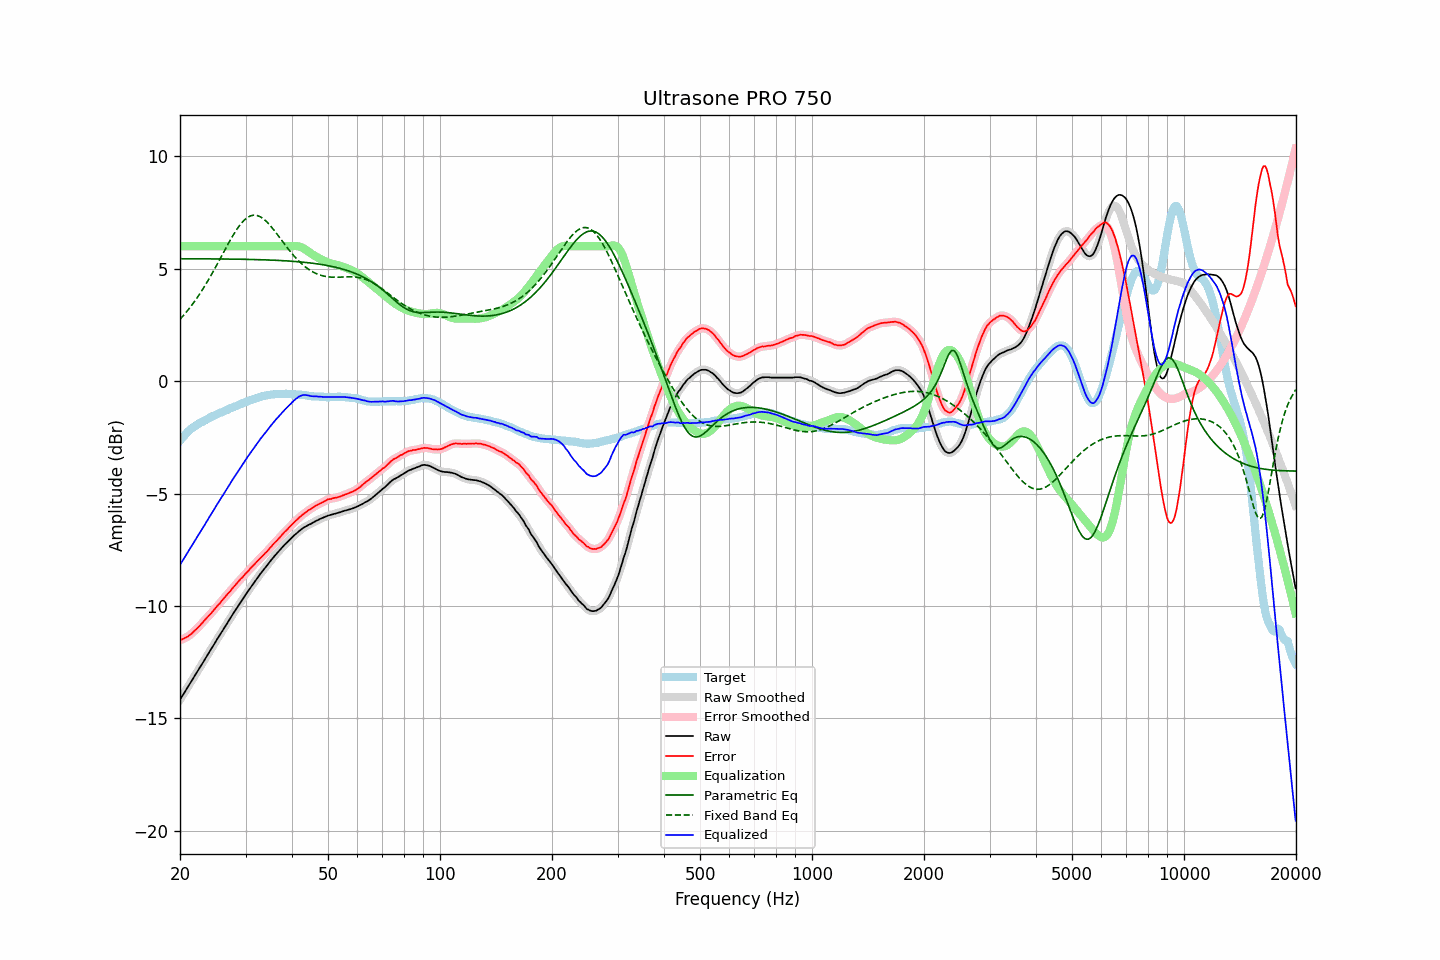 Ultrasone PRO 750
Amplitude (dBr)
10
5
0
−5
−10
−15
−20
Target
Raw Smoothed
Error Smoothed
Raw
Error
Equalization
Parametric Eq
Fixed Band Eq
Equalized
20 50 100 200 500 1000 2000 5000 10000 20000
Frequency (Hz)